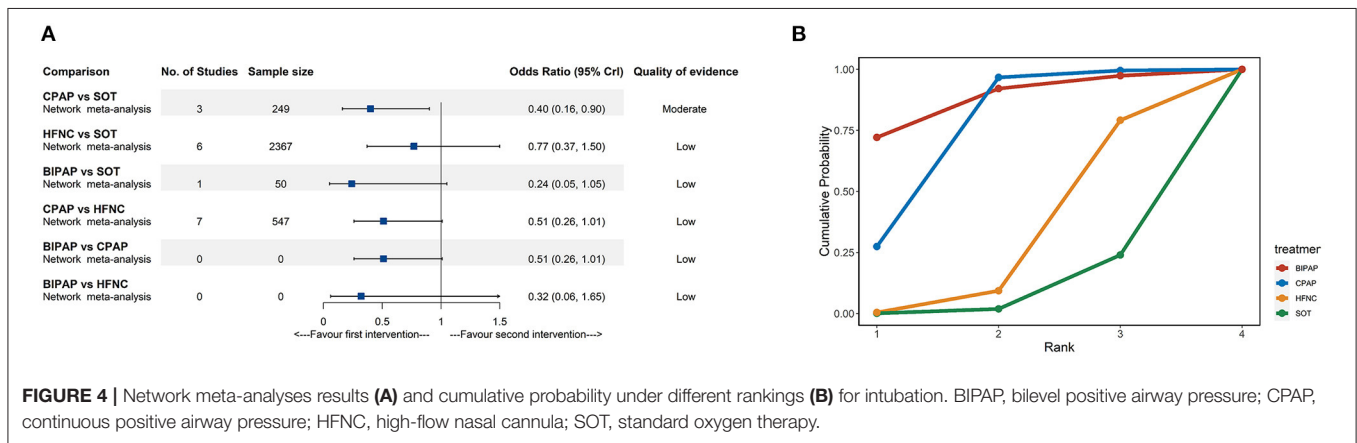 A
Comparison No. of Studies Sample size Odds Ratio (95% CrI) Quality of evidence
CPAP vs SOT
Network meta-analysis 3 249 0.40 (0.16, 0.90) Moderate
HFNC vs SOT
Network meta-analysis 6 2367 0.77 (0.37, 1.50) Low
BIPAP vs SOT
Network meta-analysis 1 50 0.24 (0.05, 1.05) Low
CPAP vs HFNC
Network meta-analysis 7 547 0.51 (0.26, 1.01) Low
BIPAP vs CPAP
Network meta-analysis 0 0 0.51 (0.26, 1.01) Low
BIPAP vs HFNC
Network meta-analysis 0 0 0.32 (0.06, 1.65) Low
0 0.5 1 1.5
<---Favour first intervention--- ---Favour second intervention--->
B
Cumulative Probability
1.00
0.75
0.50
0.25
0.00
1 2 3 4
Rank
treatmer
BIPAP
CPAP
HFNC
SOT
FIGURE 4 | Network meta-analyses results (A) and cumulative probability under different rankings (B) for intubation. BIPAP, bilevel positive airway pressure; CPAP,
continuous positive airway pressure; HFNC, high-flow nasal cannula; SOT, standard oxygen therapy.